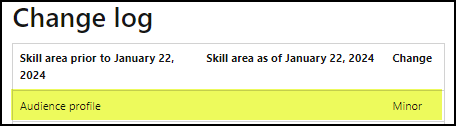 Change log
Skill area prior to January 22, 2024
Skill area as of January 22, 2024
Change
Audience profile
Minor